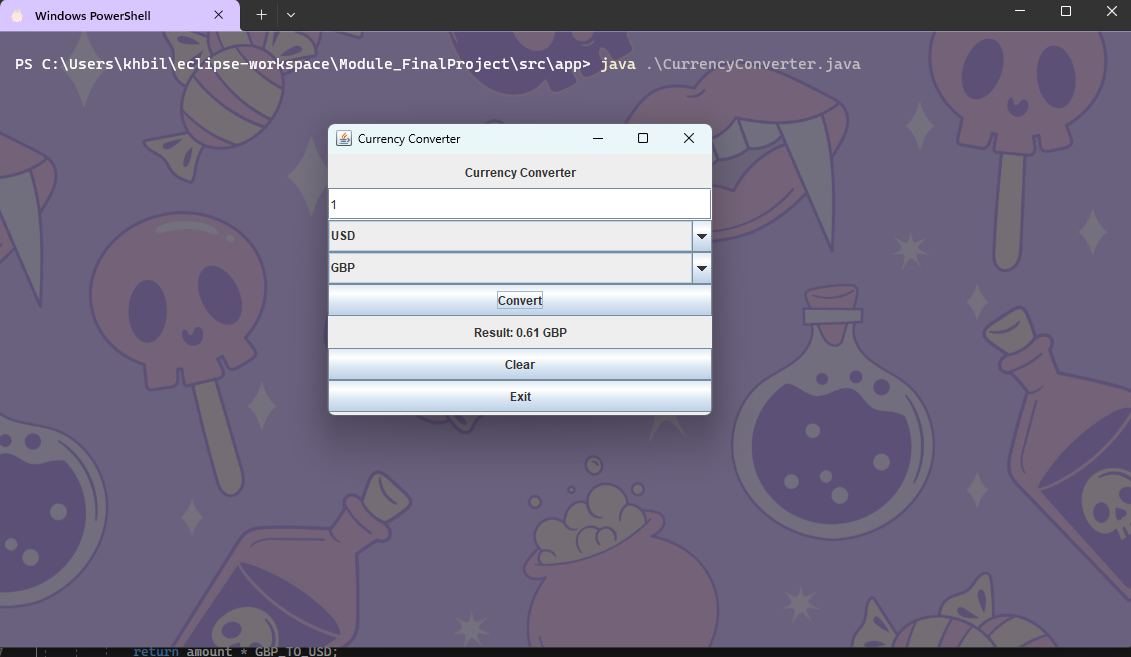 Windows PowerShell
PS C:\Users\khbil\eclipse-workspace\Module_FinalProject\src\app> java .\CurrencyConverter.java
Currency Converter
Currency Converter
1
USD
GBP
Convert
Result: 0.61 GBP
Clear
Exit
return amount * GBP_TO_USD;